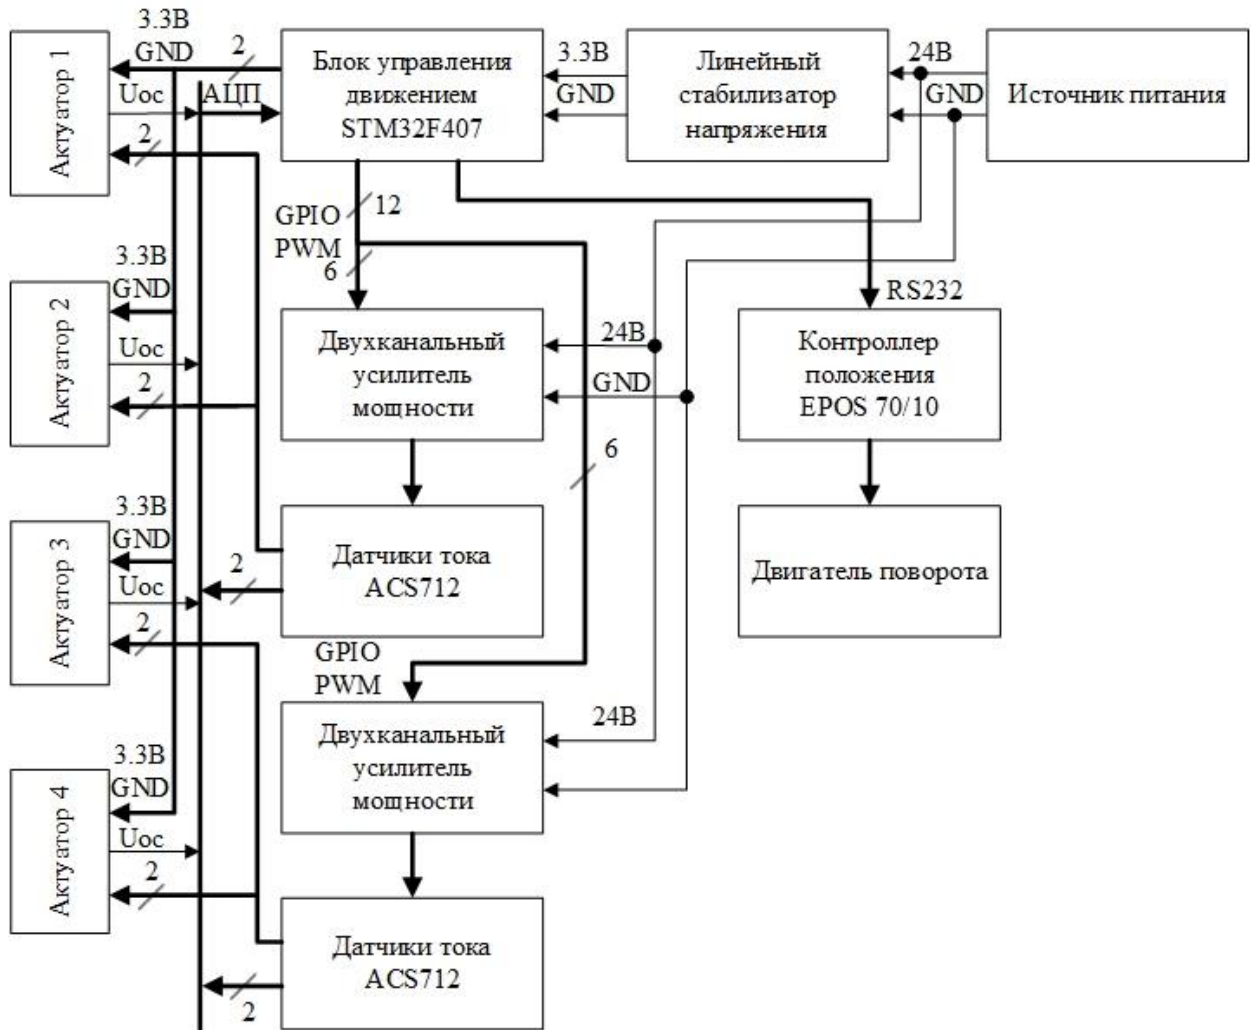 3.3В
GND
2
Актуатор 1
Uос
АЦП
2
Блок управления
движением
STM32F407
3.3В
GND
Линейный
стабилизатор
напряжения
24В
GND
Источник питания
GPIO
PWM
12
6
3.3В
GND
Актуатор 2
Uос
2
Двухканальный
усилитель
мощности
24В
GND
RS232
Контроллер
положения
EPOS 70/10
6
3.3В
GND
Актуатор 3
Uос
2
2
Датчики тока
ACS712
Двигатель поворота
GPIO
PWM
24В
Двухканальный
усилитель
мощности
3.3В
GND
Актуатор 4
Uос
2
Датчики тока
ACS712
2